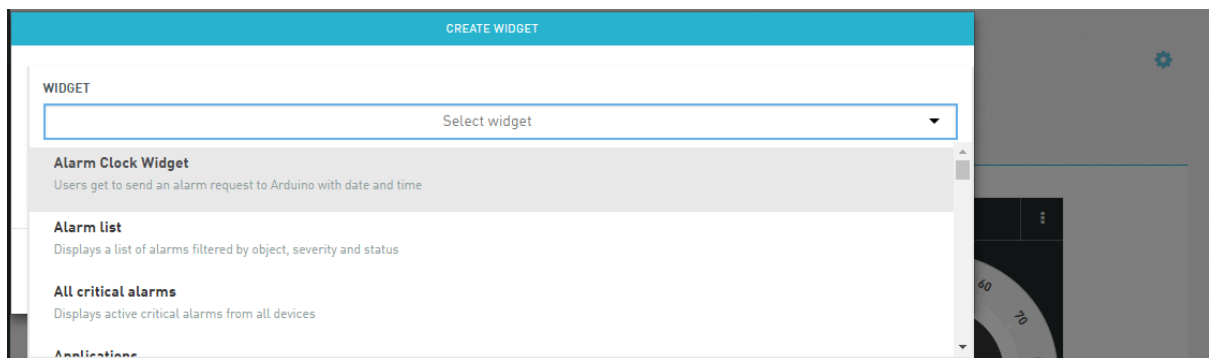 CREATE WIDGET
WIDGET
Select widget
Alarm Clock Widget
Users get to send an alarm request to Arduino with date and time
Alarm list
Displays a list of alarms filtered by object, severity and status
All critical alarms
Displays active critical alarms from all devices
Applications
60
70